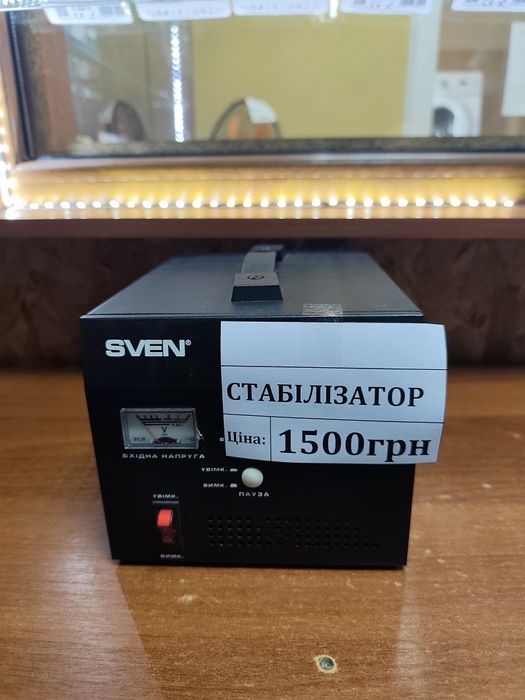 SVEN®
СТАБІЛІЗАТОР
Ціна: 1500грн
V
ВХІДНА НАПРУГА
УВІМК.
ВИМК.
ПАУЗА
УВІМК.
ВИМК.